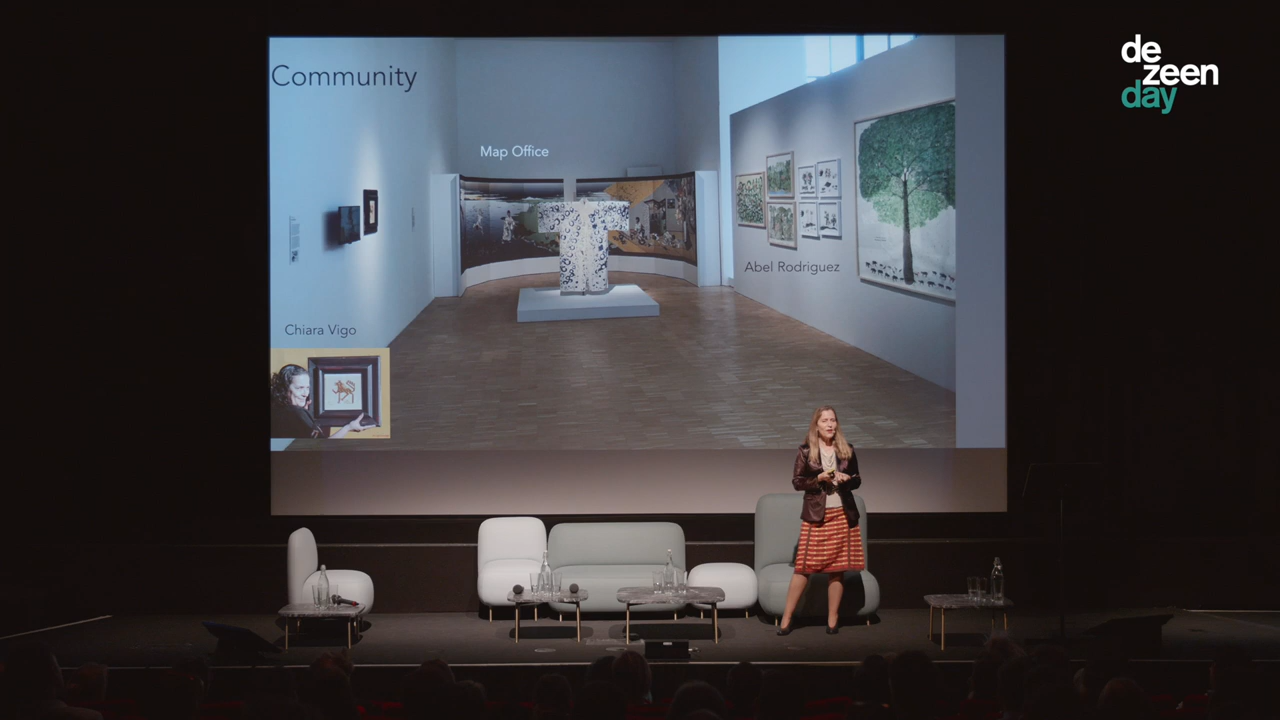 Community
Map Office
Abel Rodriguez
Chiara Vigo
de
zeen
day